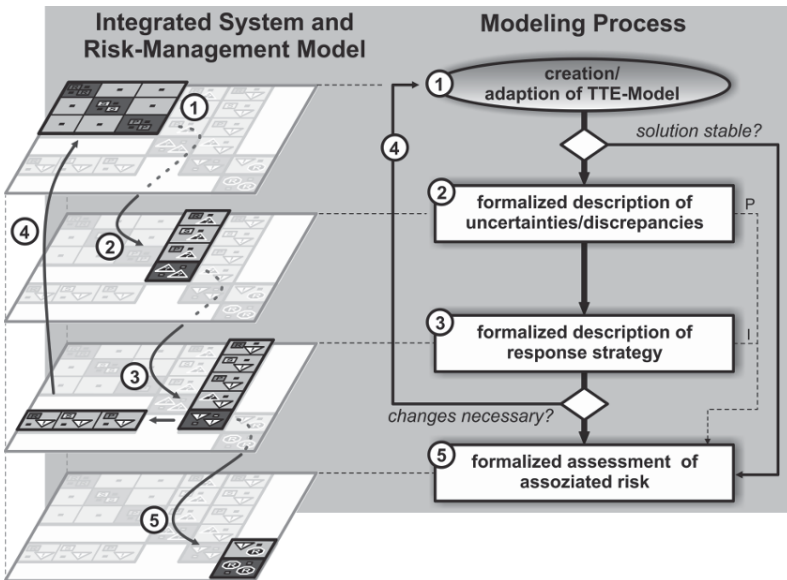 Integrated System and
Risk-Management Model
Modeling Process
1
creation/
adaption of TTE-Model
1
4
solution stable?
2
formalized description of
uncertainties/discrepancies
P
4
2
3
formalized description of
response strategy
I
3
changes necessary?
5
formalized assessment of
assoziated risk
5